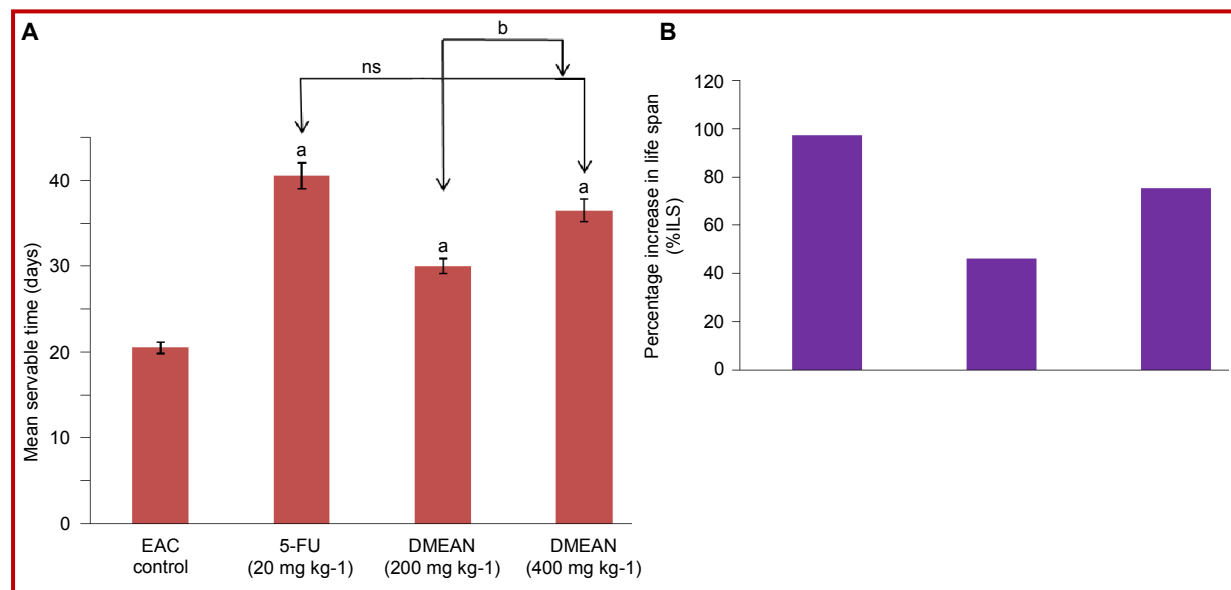 A
b
ns
a
a
a
Mean servable time (days)
40
30
20
10
0
EAC
control
5-FU
(20 mg kg-1)
DMEAN
(200 mg kg-1)
DMEAN
(400 mg kg-1)
B
Percentage increase in life span
(%ILS)
120
100
80
60
40
20
0